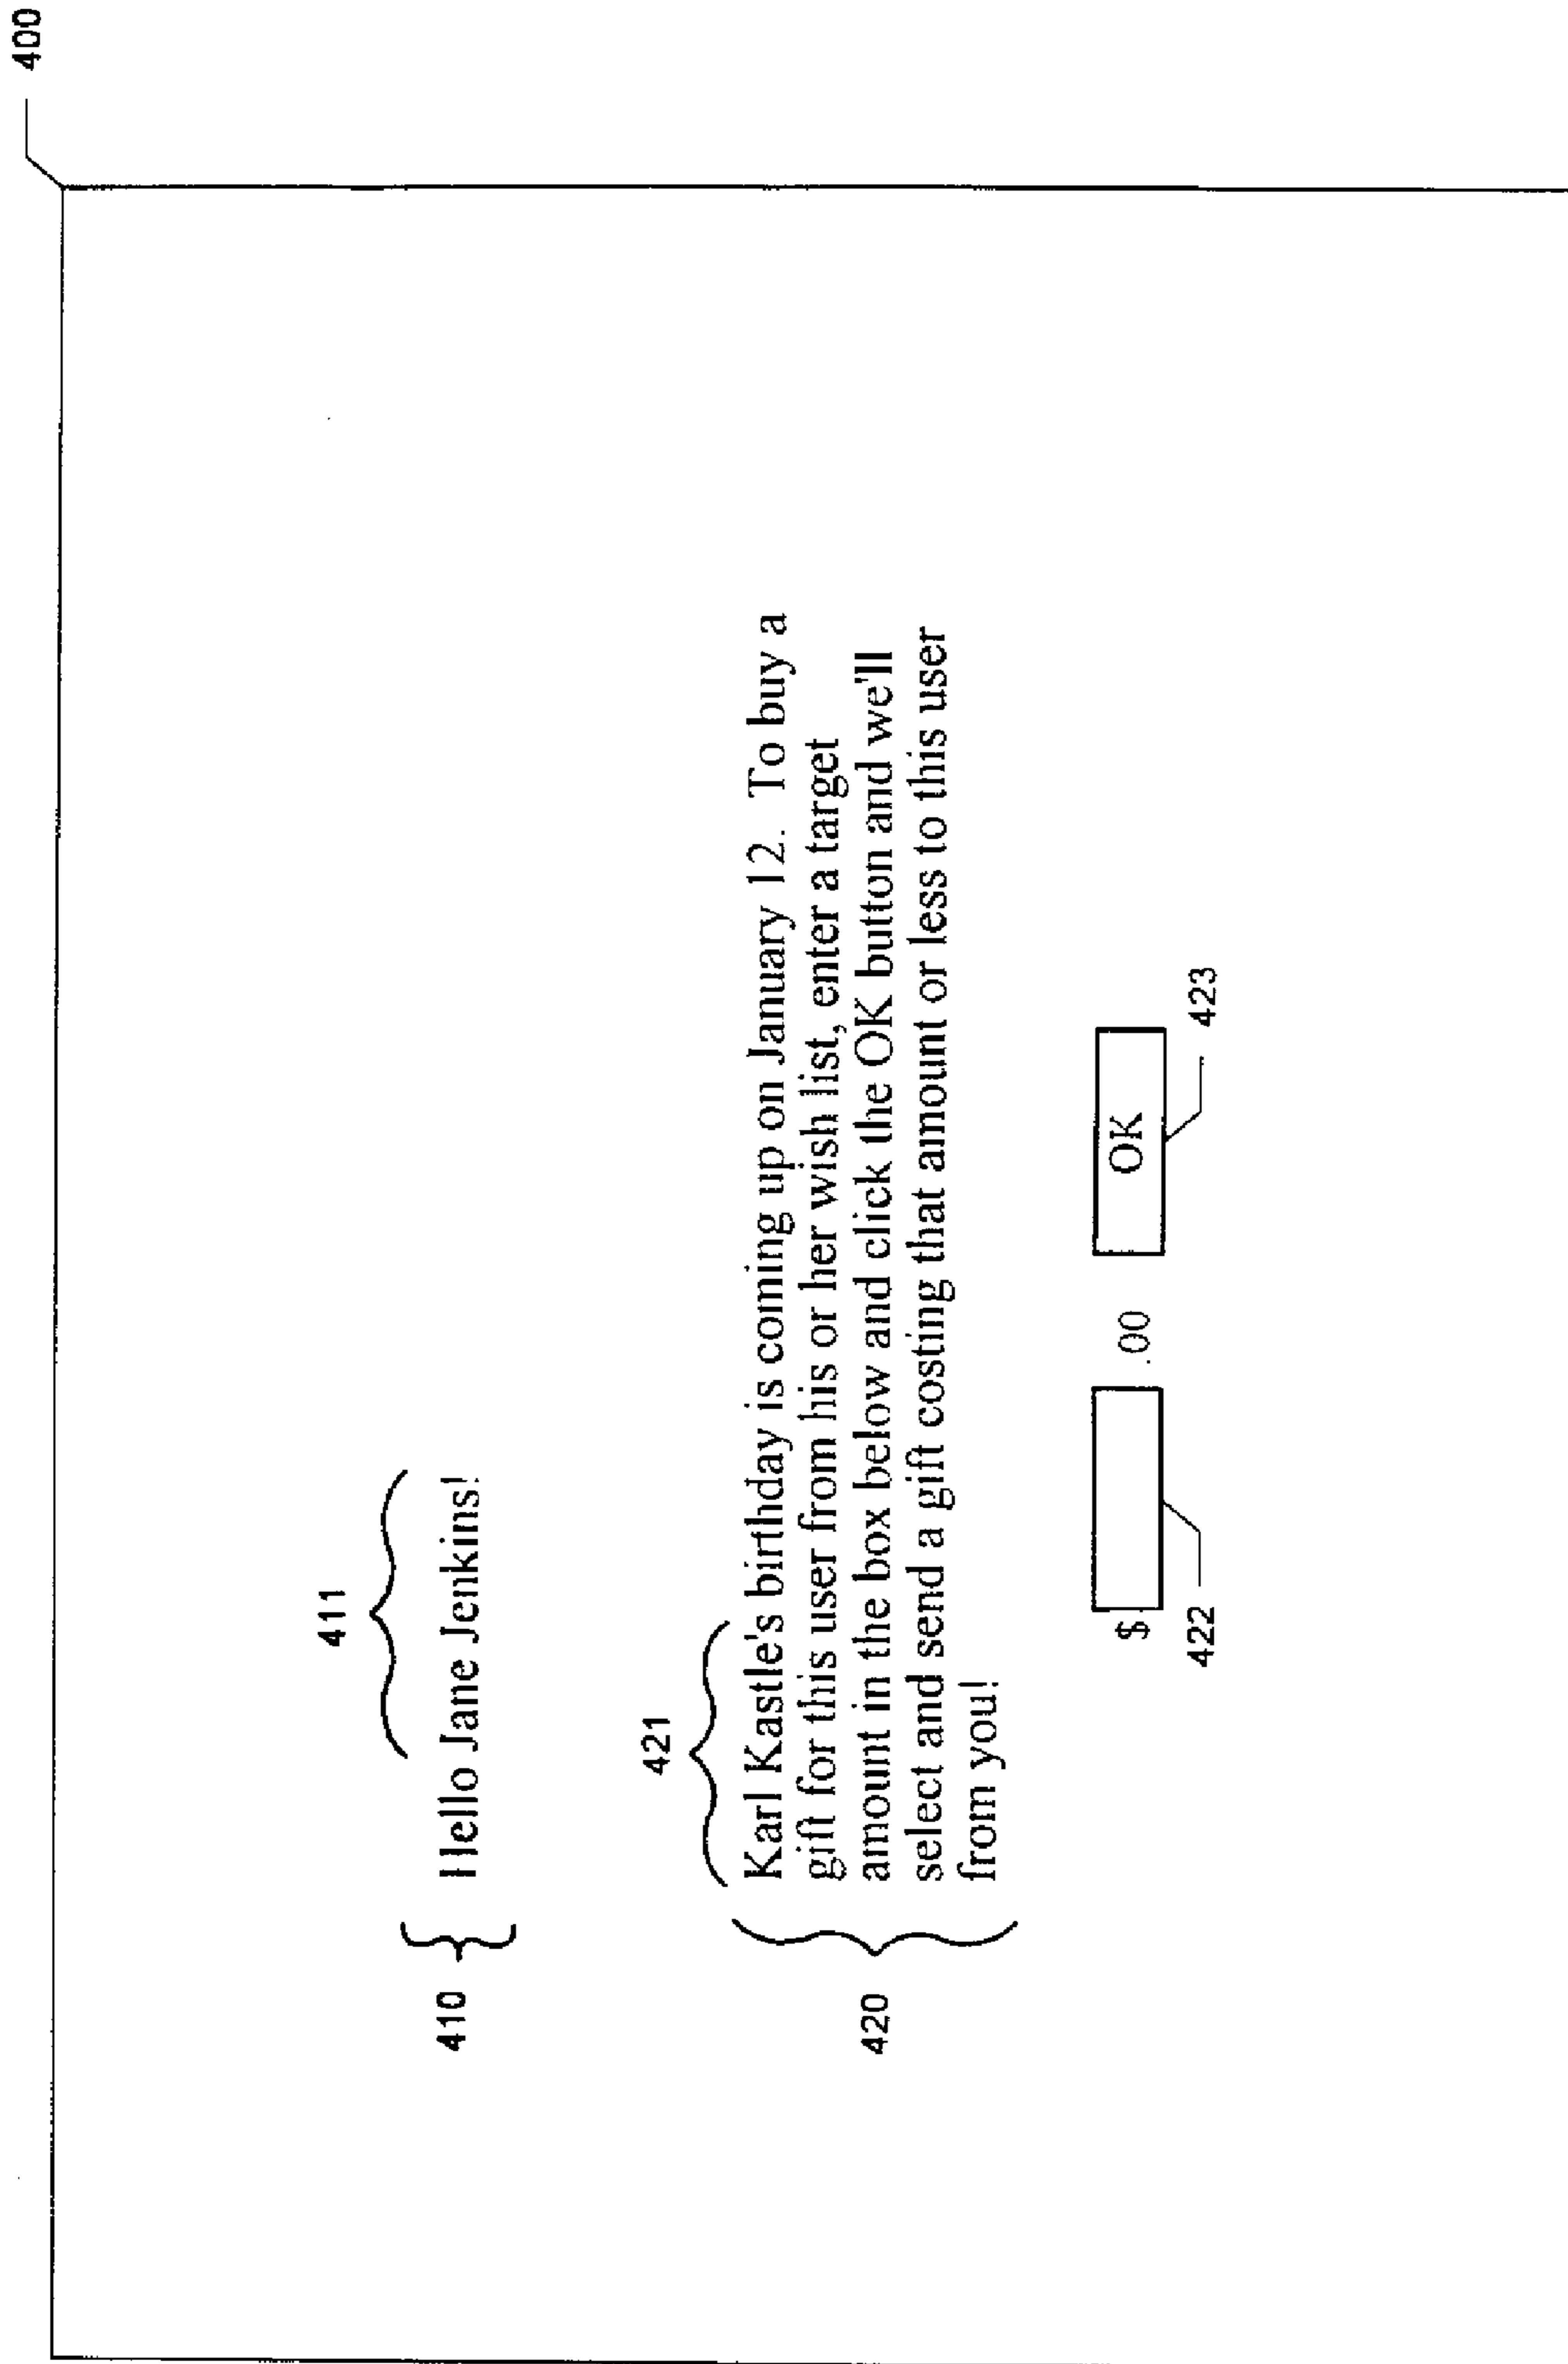 400
411
410 Hello Jane Jenkins!
421
Karl Kastle's birthday is coming up on January 12. To buy a
gift for this user from his or her wish list, enter a target
420 amount in the box below and click the OK button and we'll
select and send a gift costing that amount or less to this user
from you!
$ .00 OK
422 423